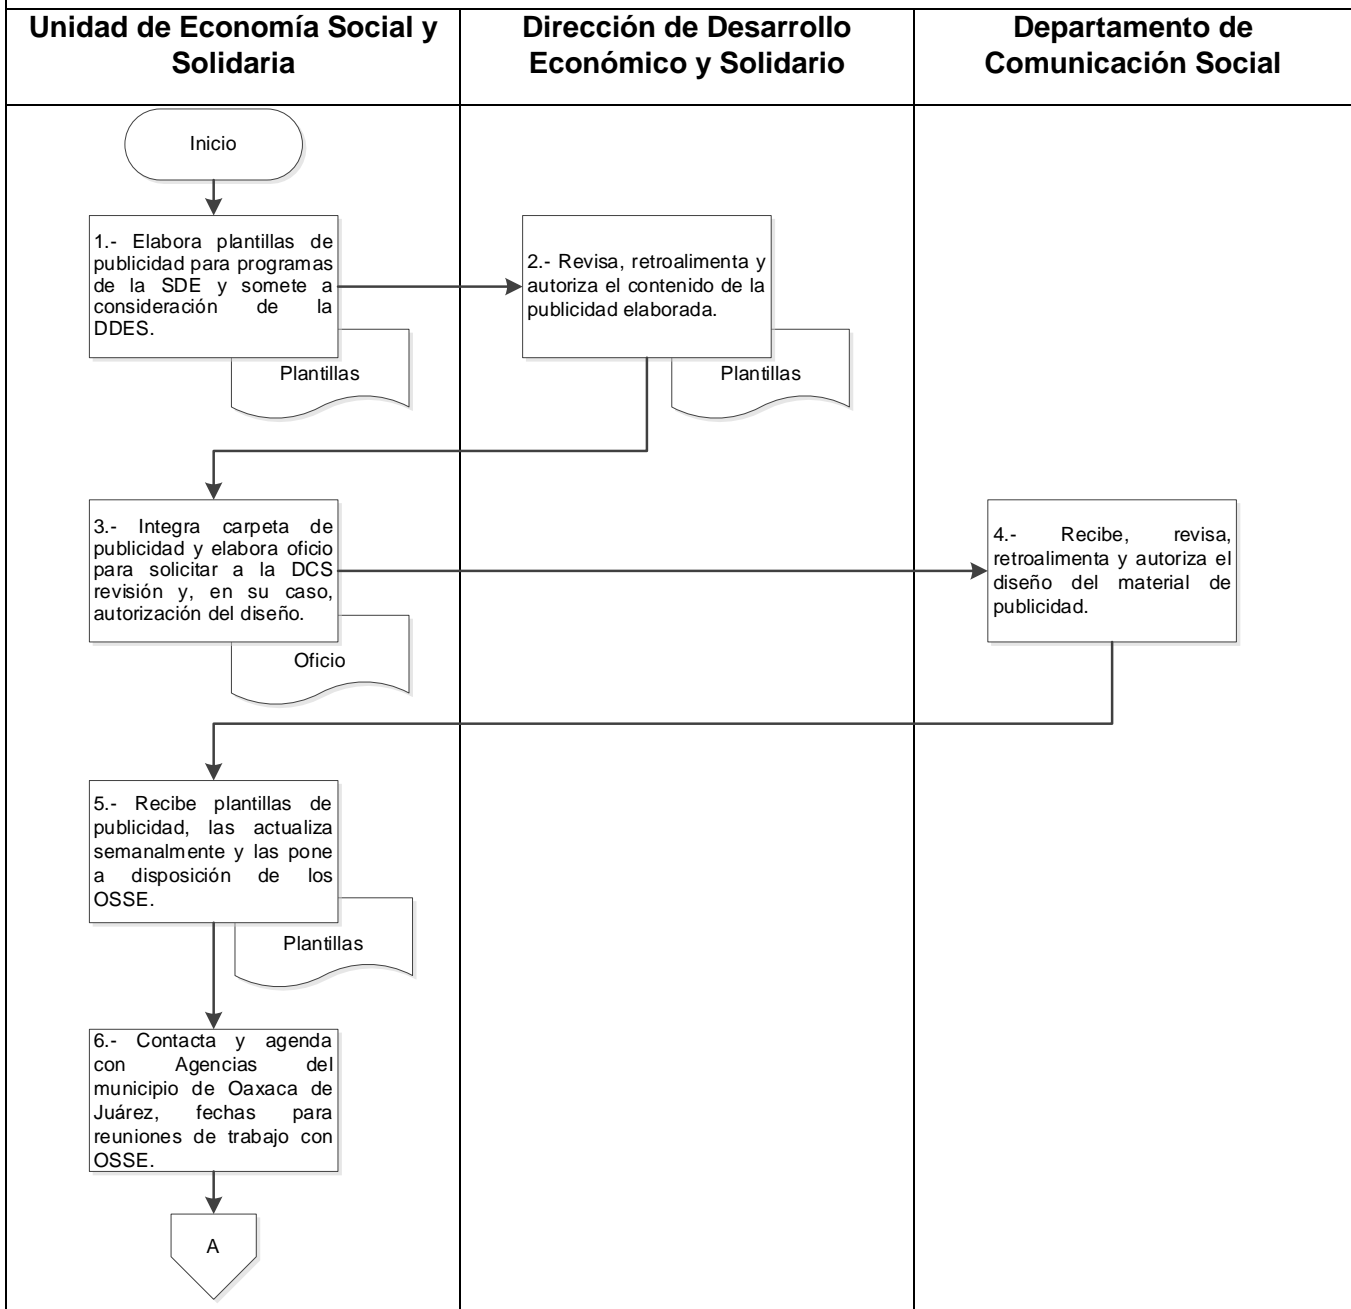 Unidad de Economía Social y
Solidaria
Dirección de Desarrollo
Económico y Solidario
Departamento de
Comunicación Social
Inicio
1.- Elabora plantillas de
publicidad para programas
de la SDE y somete a
consideración de la
DDES.
Plantillas
2.- Revisa, retroalimenta y
autoriza el contenido de la
publicidad elaborada.
Plantillas
3.- Integra carpeta de
publicidad y elabora oficio
para solicitar a la DCS
revisión y, en su caso,
autorización del diseño.
Oficio
4.- Recibe, revisa,
retroalimenta y autoriza el
diseño del material de
publicidad.
5.- Recibe plantillas de
publicidad, las actualiza
semanalmente y las pone
a disposición de los
OSSE.
Plantillas
6.- Contacta y agenda
con Agencias del
municipio de Oaxaca de
Juárez, fechas para
reuniones de trabajo con
OSSE.
A